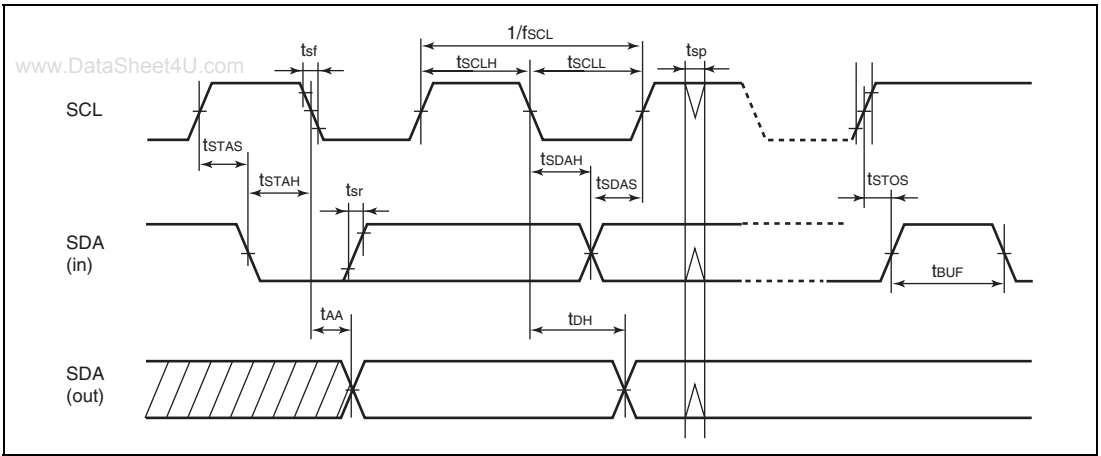 1/fSCL
tsf
tsp
www.DataSheet4U.com
tSCLH
tSCLL
SCL
tSTAS
tSDAH
tSTAH
tsr
tSDAS
tSTOS
SDA
(in)
tBUF
tAA
tDH
SDA
(out)